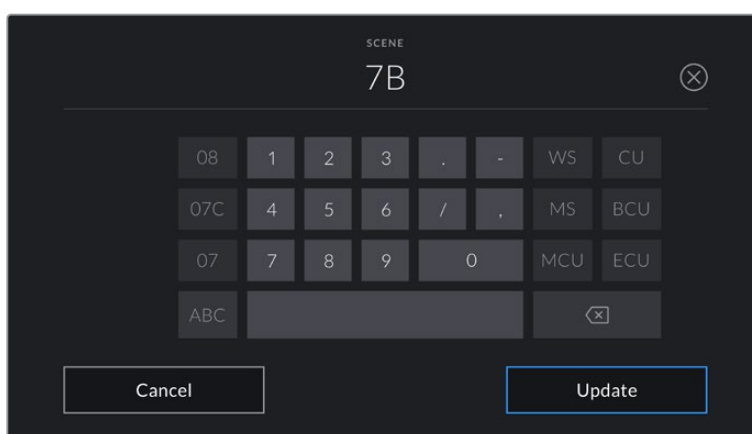 SCENE
7B
08 1 2 3 . - WS CU
07C 4 5 6 / , MS BCU
07 7 8 9 0 MCU ECU
ABC
Cancel Update